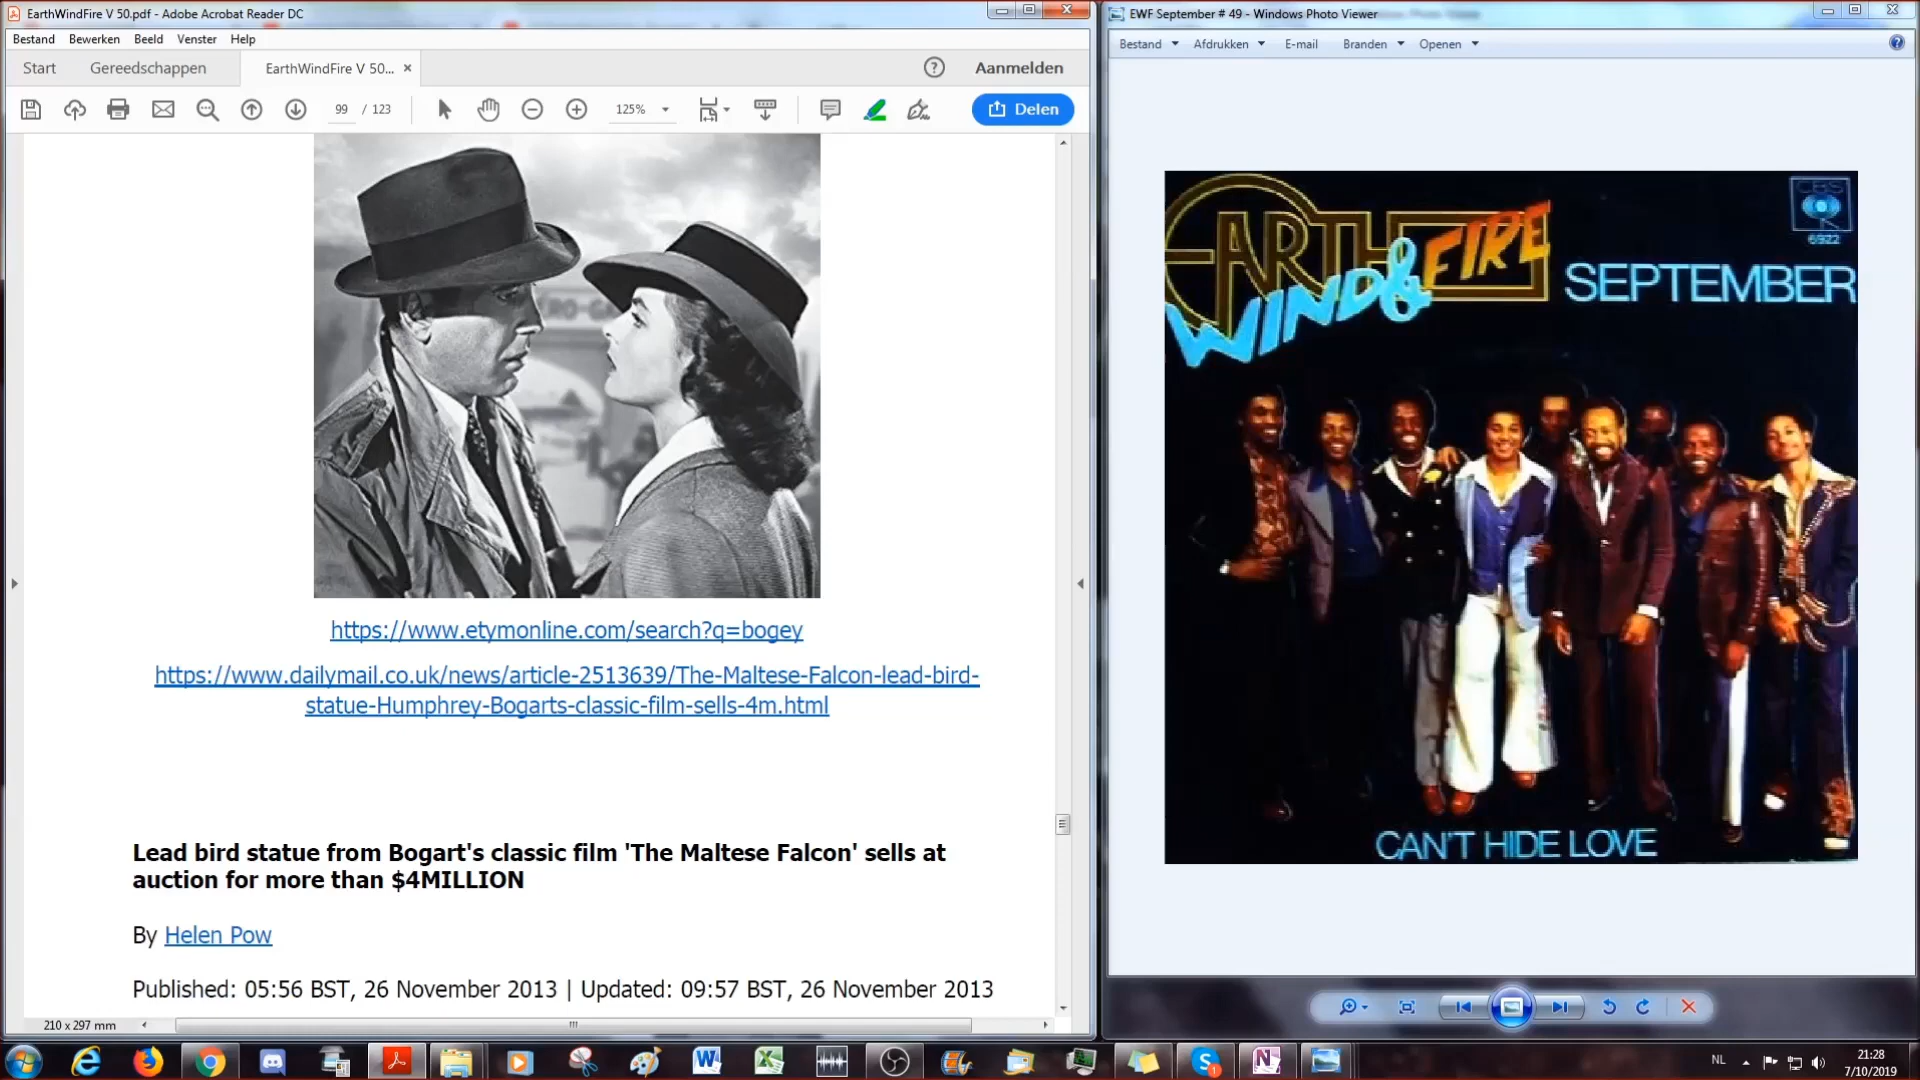 EarthWindFire V 50.pdf - Adobe Acrobat Reader DC
Bestand Bewerken Beeld Venster Help
Start Gereedschappen EarthWindFire V 50... × Aanmelden
99 / 123 125% Delen
https://www.etymonline.com/search?q=bogey
https://www.dailymail.co.uk/news/article-2513639/The-Maltese-Falcon-lead-bird-
statue-Humphrey-Bogarts-classic-film-sells-4m.html
Lead bird statue from Bogart's classic film 'The Maltese Falcon' sells at
auction for more than $4MILLION
By Helen Pow
Published: 05:56 BST, 26 November 2013 | Updated: 09:57 BST, 26 November 2013
210 x 297 mm
EWF September # 49 - Windows Photo Viewer
Bestand Afdrukken E-mail Branden Openen
EARTH
WIND & FIRE
SEPTEMBER
CBS
6922
CAN'T HIDE LOVE
NL
21:28
7/10/2019